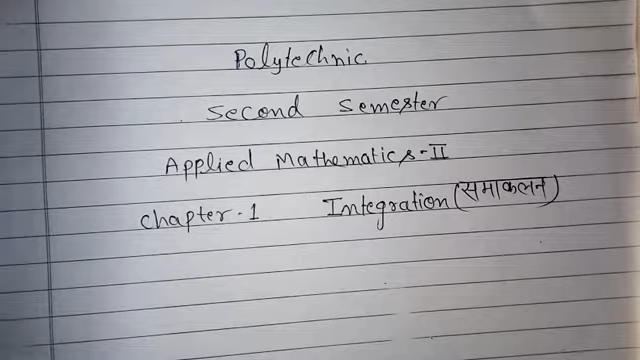 Polytechnic
Second Semester
Applied Mathematics-II
Chapter-1 Integration (समाकलन)